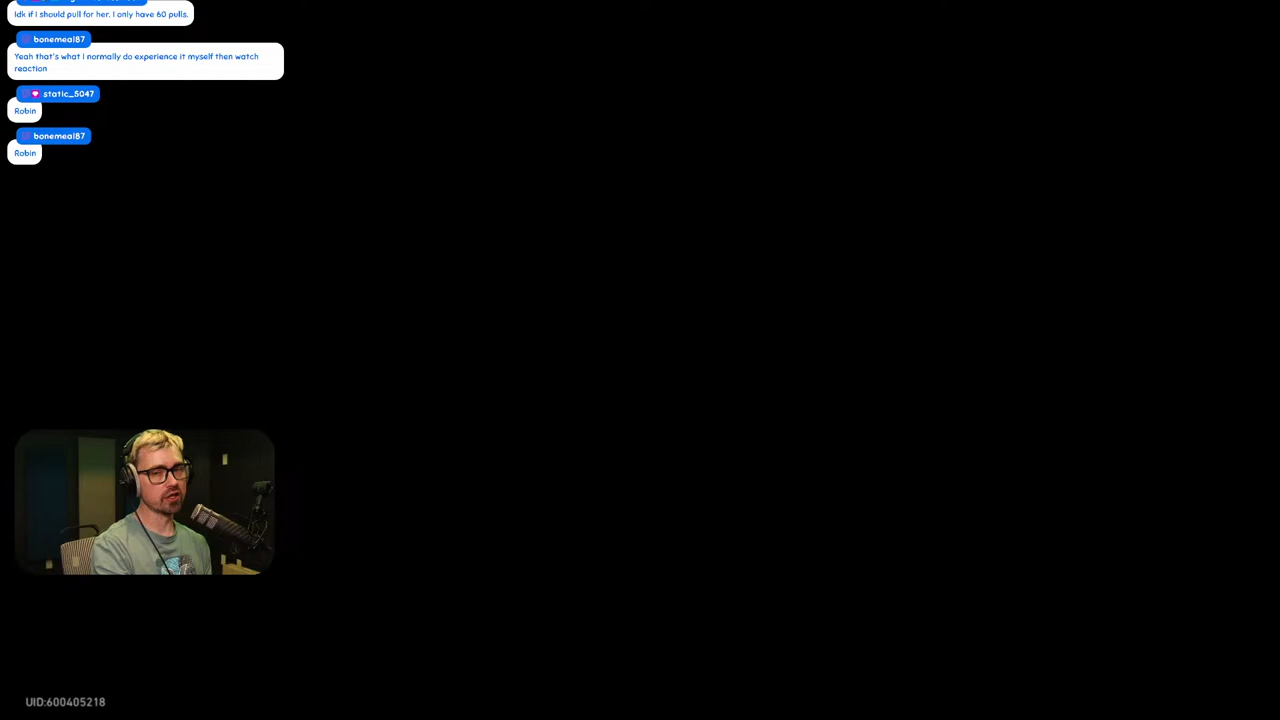 Idk if I should pull for her. I only have 60 pulls.
bonemeal87
Yeah that's what I normally do experience it myself then watch
reaction
static_5047
Robin
bonemeal87
Robin
UID:600405218